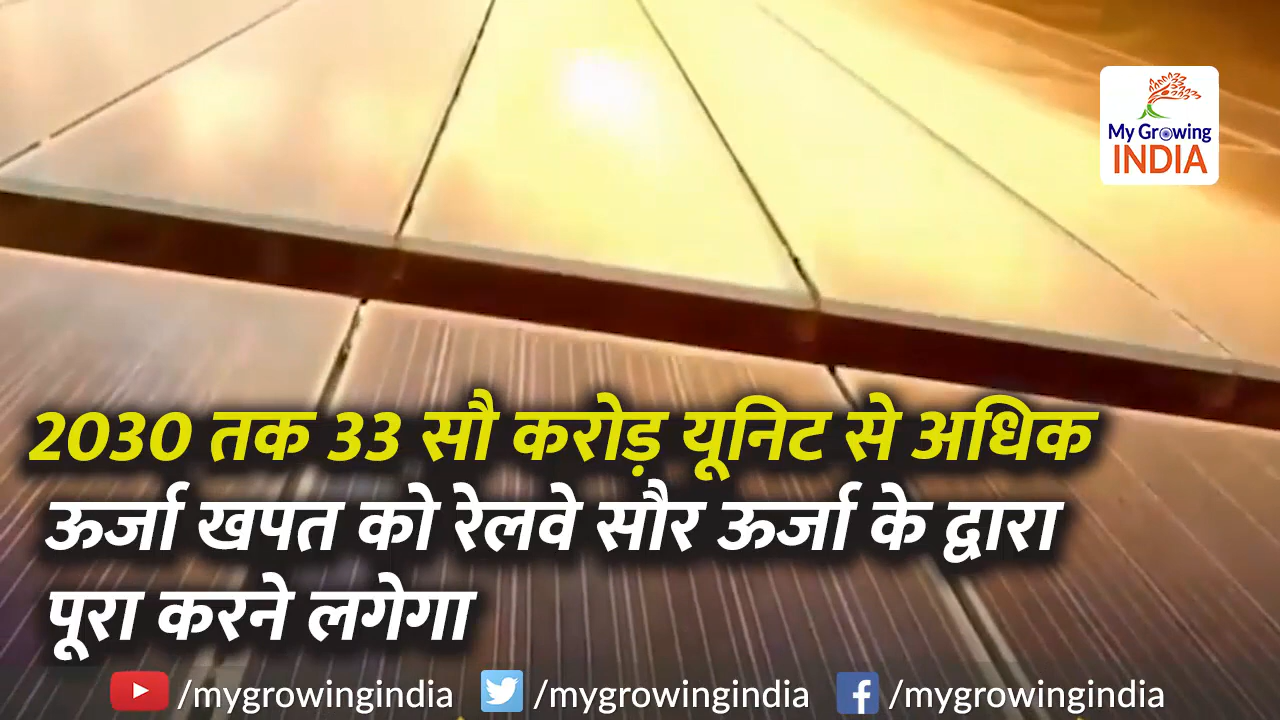 My Growing
INDIA
2030 तक 33 सौ करोड़ यूनिट से अधिक
ऊर्जा खपत को रेलवे सौर ऊर्जा के द्वारा
पूरा करने लगेगा
/mygrowingindia /mygrowingindia /mygrowingindia